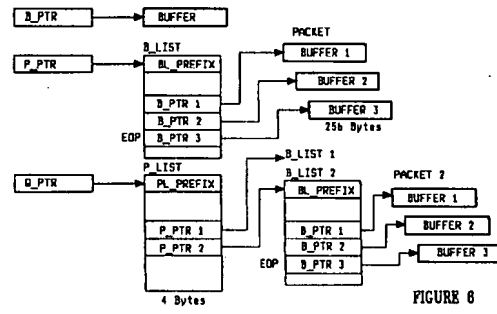 B_PTR
BUFFER
B_LIST
PACKET
P_PTR
BL_PREFIX
BUFFER 1
BUFFER 2
B_PTR 1
B_PTR 2
BUFFER 3
EOP
B_PTR 3
25b Bytes
P_LIST
B_LIST 1
B_LIST 2
Q_PTR
PL_PREFIX
BL_PREFIX
PACKET 2
BUFFER 1
P_PTR 1
B_PTR 1
BUFFER 2
P_PTR 2
B_PTR 2
EOP
B_PTR 3
BUFFER 3
4 Bytes
FIGURE 6